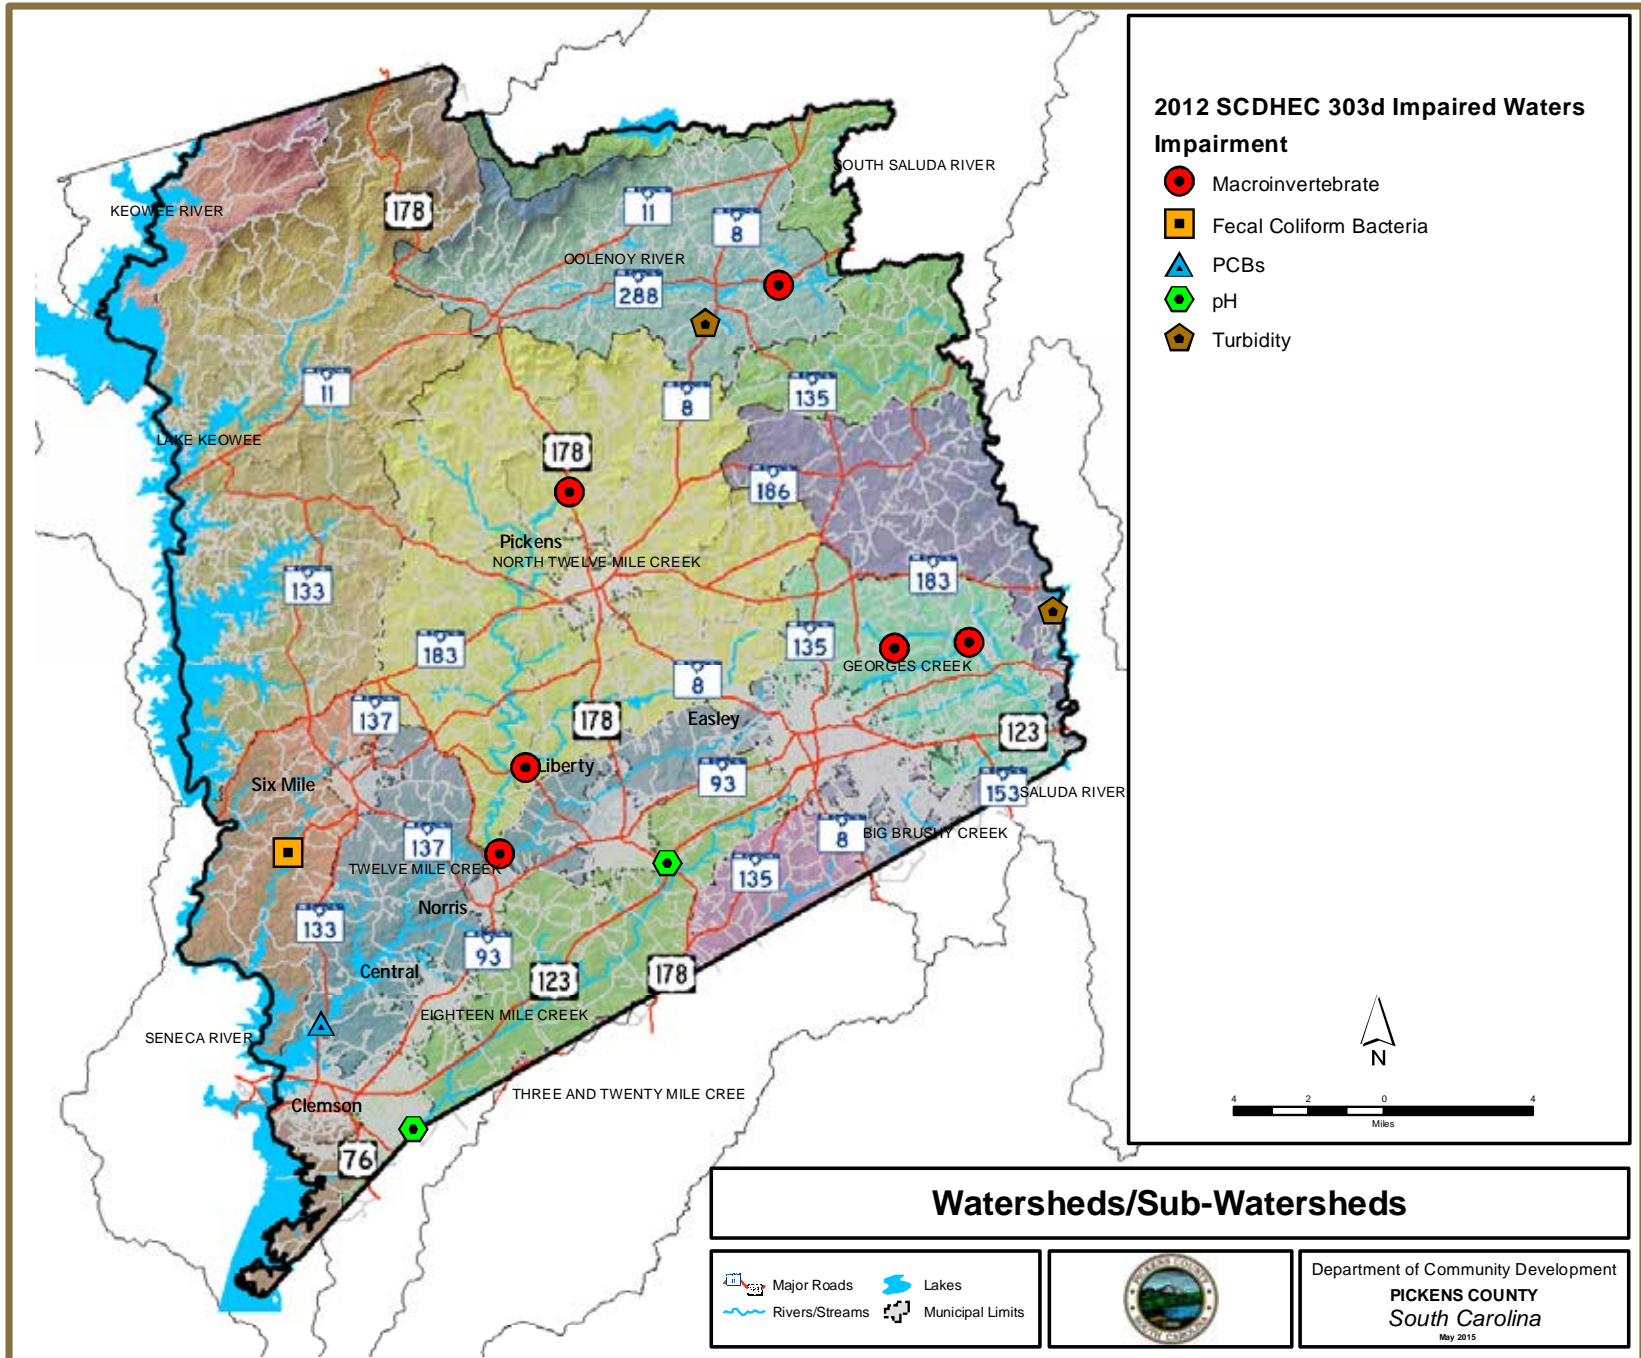 2012 SCDHEC 303d Impaired Waters
Impairment
Macroinvertebrate
Fecal Coliform Bacteria
PCBs
pH
Turbidity
SOUTH SALUDA RIVER
KEOWEE RIVER
178
11
8
OOLENOY RIVER
288
11
8
135
LAKE KEOWEE
178
186
Pickens
NORTH TWELVE MILE CREEK
133
183
183
135
GEORGES CREEK
8
137
178
Easley
123
Liberty
Six Mile
93
153
SALUDA RIVER
137
8
BIG BRUSHY CREEK
TWELVE MILE CREEK
135
Norris
133
93
Central
123
178
EIGHTEEN MILE CREEK
SENECA RIVER
THREE AND TWENTY MILE CREE
Clemson
76
N
4 2 0 4
Miles
Watersheds/Sub-Watersheds
Major Roads
Lakes
Rivers/Streams
Municipal Limits
PICKENS COUNTY
SOUTH CAROLINA
Department of Community Development
PICKENS COUNTY
South Carolina
May 2015